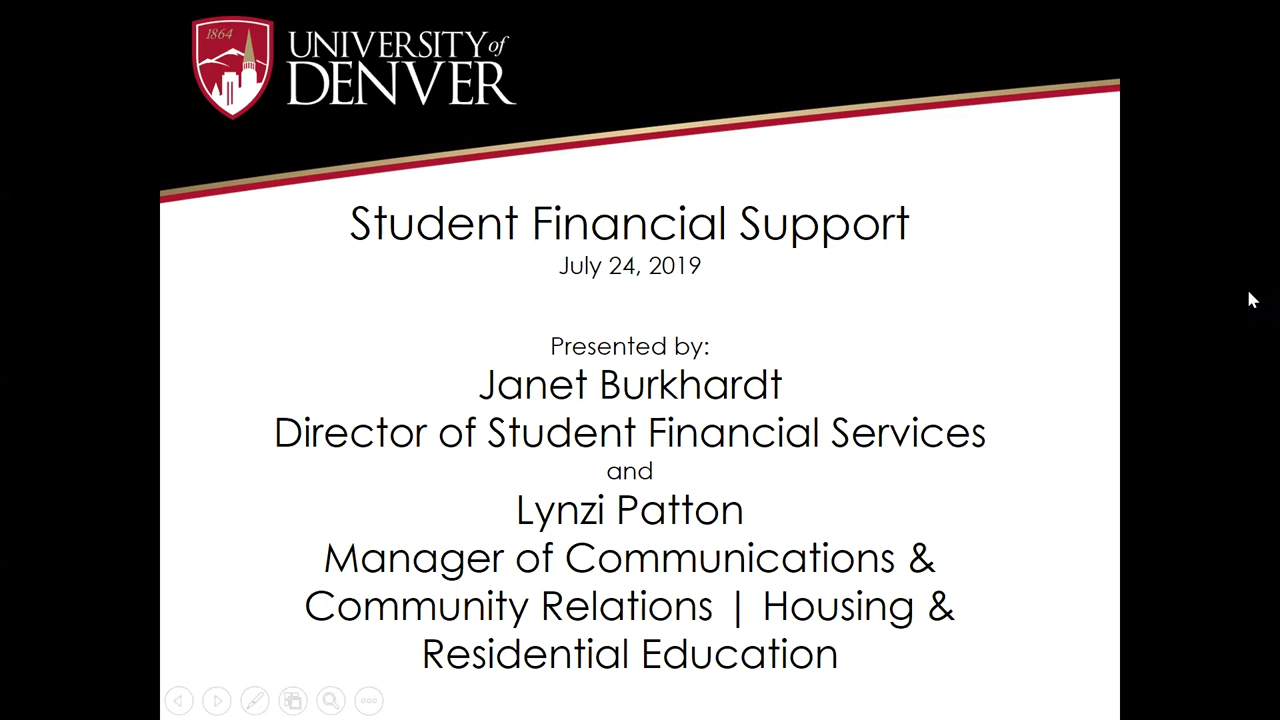 1864
UNIVERSITY of
DENVER
Student Financial Support
July 24, 2019
Presented by:
Janet Burkhardt
Director of Student Financial Services
and
Lynzi Patton
Manager of Communications &
Community Relations | Housing &
Residential Education